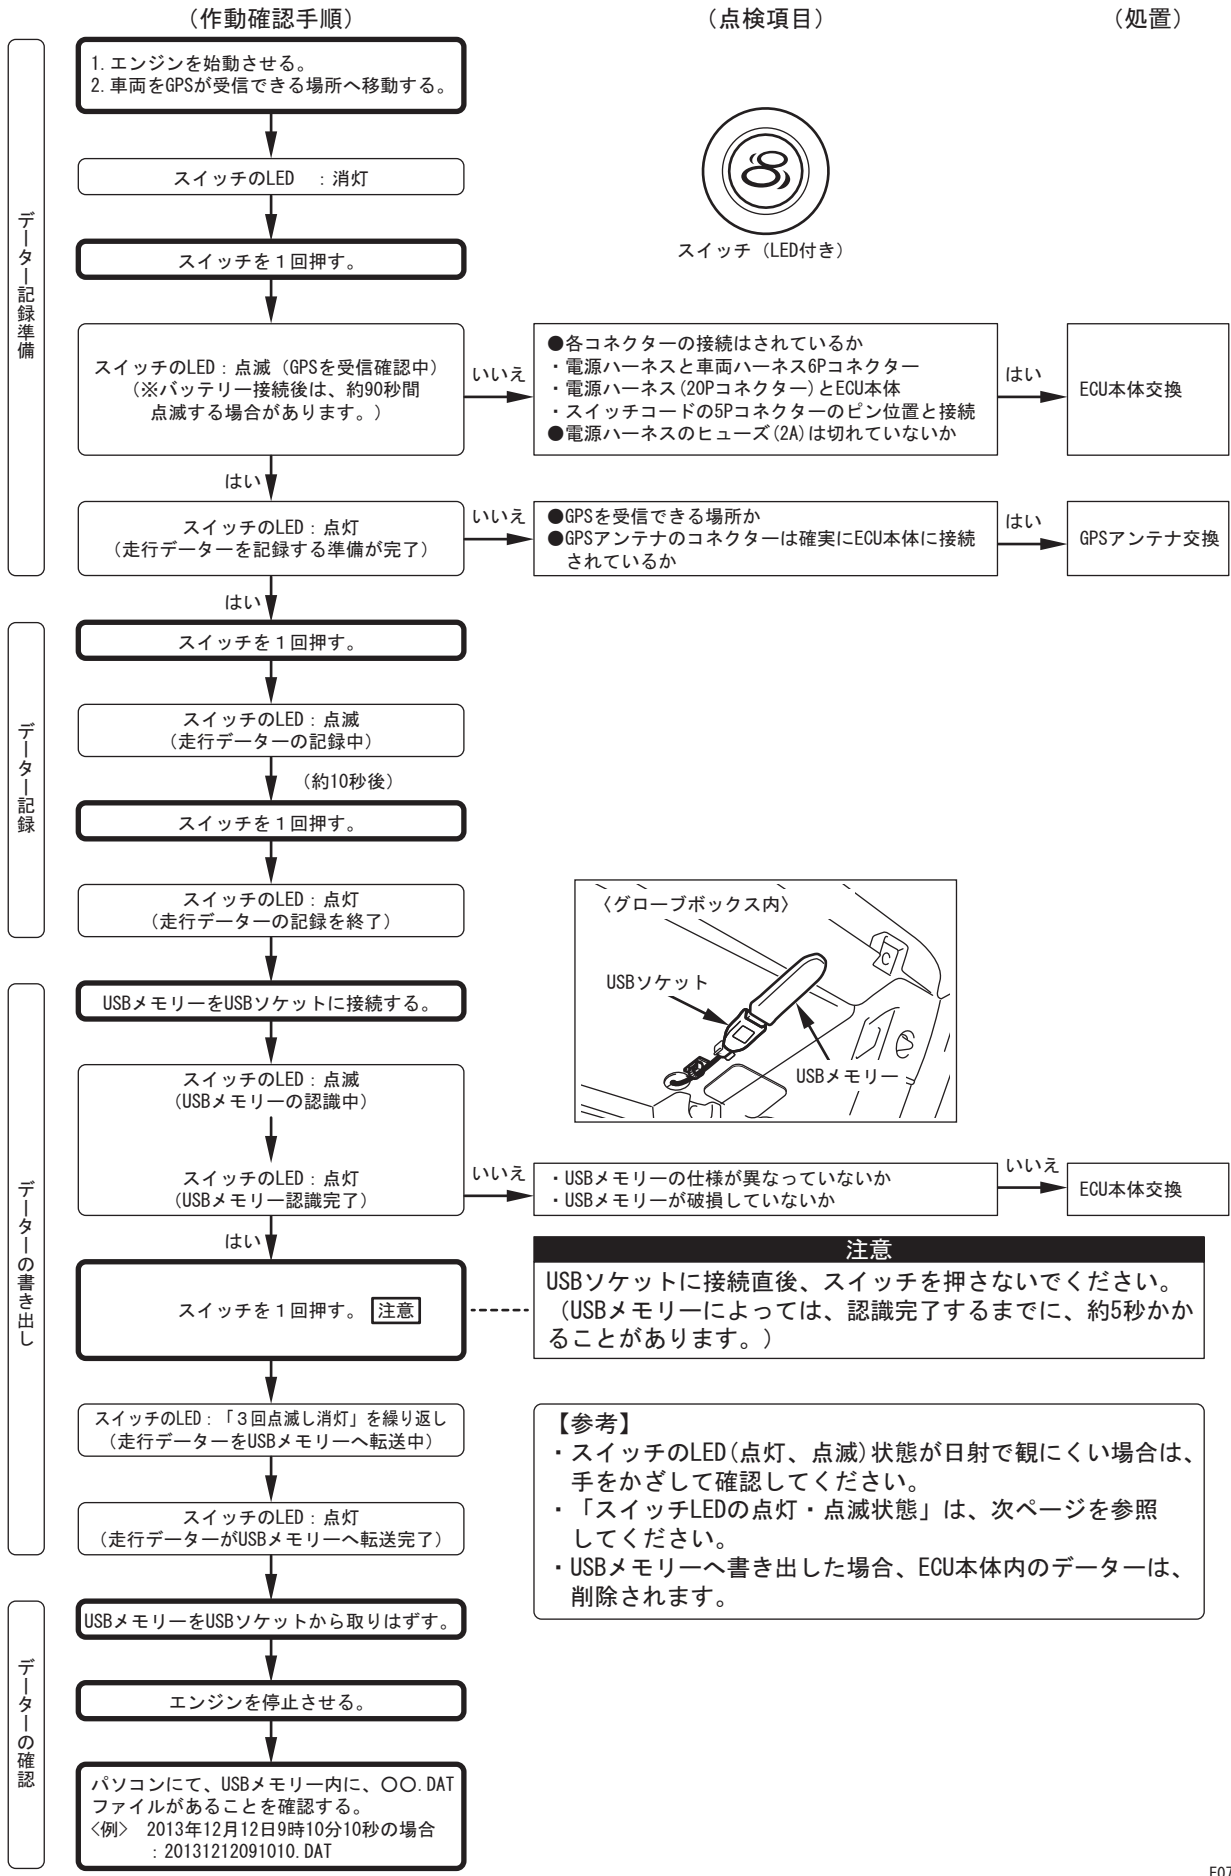 （作動確認手順）
（点検項目）
（処置）
データー記録準備
1. エンジンを始動させる。
2. 車両をGPSが受信できる場所へ移動する。
スイッチのLED ：消灯
スイッチを１回押す。
スイッチ（LED付き）
スイッチのLED：点滅（GPSを受信確認中）
（※バッテリー接続後は、約90秒間
点滅する場合があります。）
いいえ
●各コネクターの接続はされているか
・電源ハーネスと車両ハーネス6Pコネクター
・電源ハーネス(20Pコネクター)とECU本体
・スイッチコードの5Pコネクターのピン位置と接続
●電源ハーネスのヒューズ(2A)は切れていないか
はい
ECU本体交換
はい
スイッチのLED：点灯
（走行データーを記録する準備が完了）
いいえ
●GPSを受信できる場所か
●GPSアンテナのコネクターは確実にECU本体に接続
されているか
はい
GPSアンテナ交換
はい
データー記録
スイッチを１回押す。
スイッチのLED：点滅
（走行データーの記録中）
（約10秒後）
スイッチを１回押す。
スイッチのLED：点灯
（走行データーの記録を終了）
〈グローブボックス内〉
USBソケット
USBメモリー
データーの書き出し
USBメモリーをUSBソケットに接続する。
スイッチのLED：点滅
（USBメモリーの認識中）
スイッチのLED：点灯
（USBメモリー認識完了）
いいえ
・USBメモリーの仕様が異なっていないか
・USBメモリーが破損していないか
いいえ
ECU本体交換
はい
スイッチを１回押す。 注意
注意
USBソケットに接続直後、スイッチを押さないでください。
（USBメモリーによっては、認識完了するまでに、約5秒かか
ることがあります。）
スイッチのLED：「３回点滅し消灯」を繰り返し
（走行データーをUSBメモリーへ転送中）
スイッチのLED：点灯
（走行データーがUSBメモリーへ転送完了）
【参考】
・スイッチのLED(点灯、点滅)状態が日射で観にくい場合は、
手をかざして確認してください。
・「スイッチLEDの点灯・点滅状態」は、次ページを参照
してください。
・USBメモリーへ書き出した場合、ECU本体内のデーターは、
削除されます。
データーの確認
USBメモリーをUSBソケットから取りはずす。
エンジンを停止させる。
パソコンにて、USBメモリー内に、〇〇.DAT
ファイルがあることを確認する。
〈例〉 2013年12月12日9時10分10秒の場合
：20131212091010.DAT